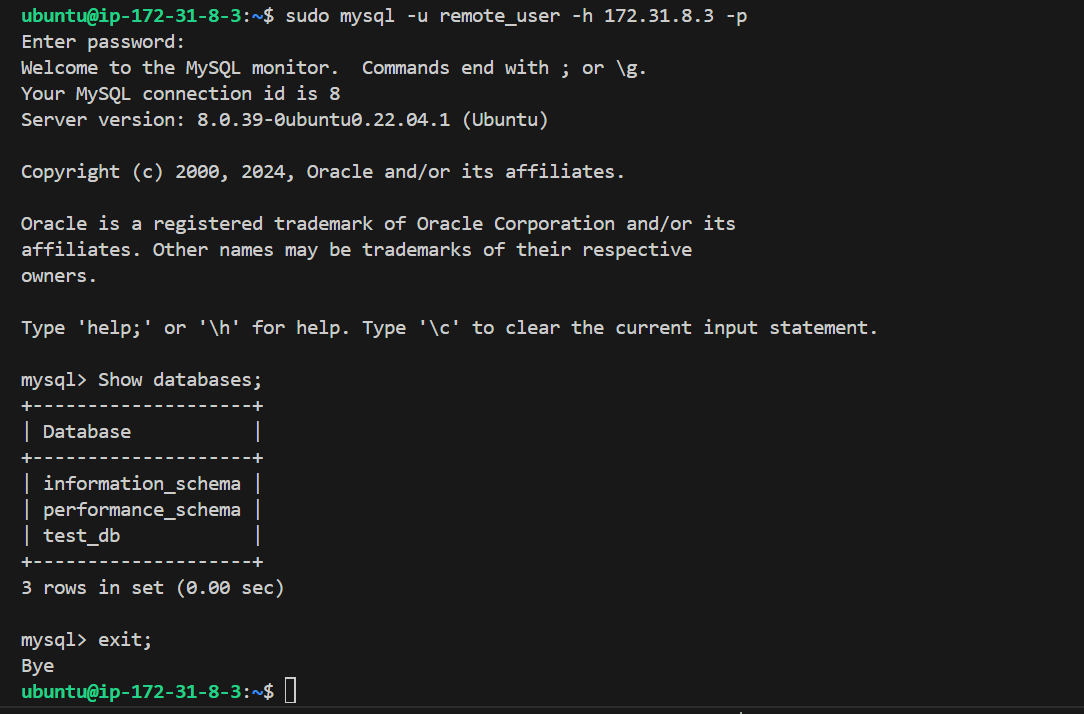 ubuntu@ip-172-31-8-3:~$ sudo mysql -u remote_user -h 172.31.8.3 -p
Enter password:
Welcome to the MySQL monitor.  Commands end with ; or \g.
Your MySQL connection id is 8
Server version: 8.0.39-0ubuntu0.22.04.1 (Ubuntu)
Copyright (c) 2000, 2024, Oracle and/or its affiliates.
Oracle is a registered trademark of Oracle Corporation and/or its
affiliates. Other names may be trademarks of their respective
owners.
Type 'help;' or '\h' for help. Type '\c' to clear the current input statement.
mysql> Show databases;
+--------------------+
| Database           |
+--------------------+
| information_schema |
| performance_schema |
| test_db            |
+--------------------+
3 rows in set (0.00 sec)
mysql> exit;
Bye
ubuntu@ip-172-31-8-3:~$